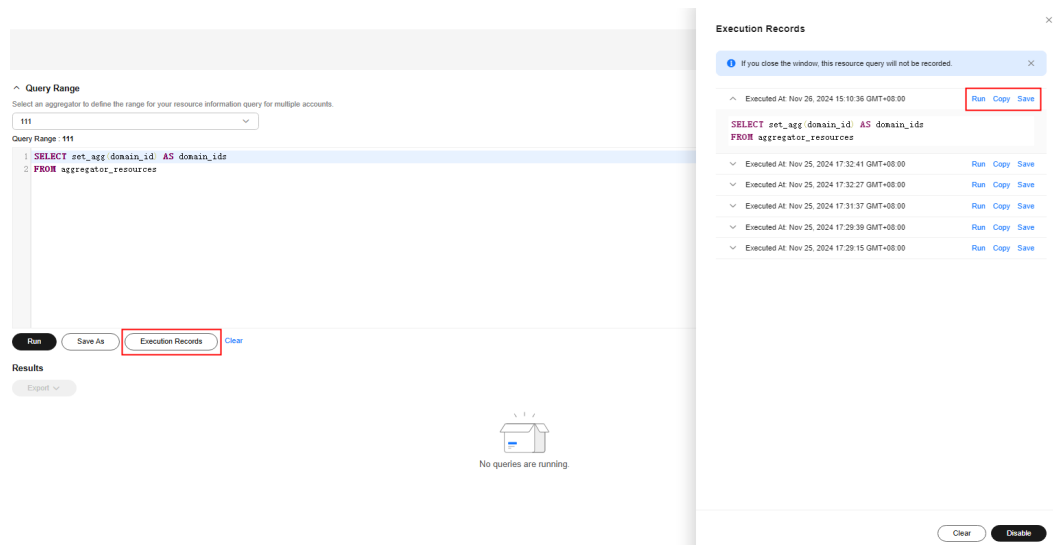 Query Range
Select an aggregator to define the range for your resource information query for multiple accounts.
111
Query Range : 111
1 SELECT set_agg(domain_id) AS domain_ids
2 FROM aggregator_resources
Run Save As Execution Records Clear
Results
Export
No queries are running.
Execution Records
If you close the window, this resource query will not be recorded.
Executed At: Nov 26, 2024 15:10:36 GMT+08:00 Run Copy Save
SELECT set_agg(domain_id) AS domain_ids
FROM aggregator_resources
Executed At: Nov 25, 2024 17:32:41 GMT+08:00 Run Copy Save
Executed At: Nov 25, 2024 17:32:27 GMT+08:00 Run Copy Save
Executed At: Nov 25, 2024 17:31:37 GMT+08:00 Run Copy Save
Executed At: Nov 25, 2024 17:29:39 GMT+08:00 Run Copy Save
Executed At: Nov 25, 2024 17:29:15 GMT+08:00 Run Copy Save
Clear Disable